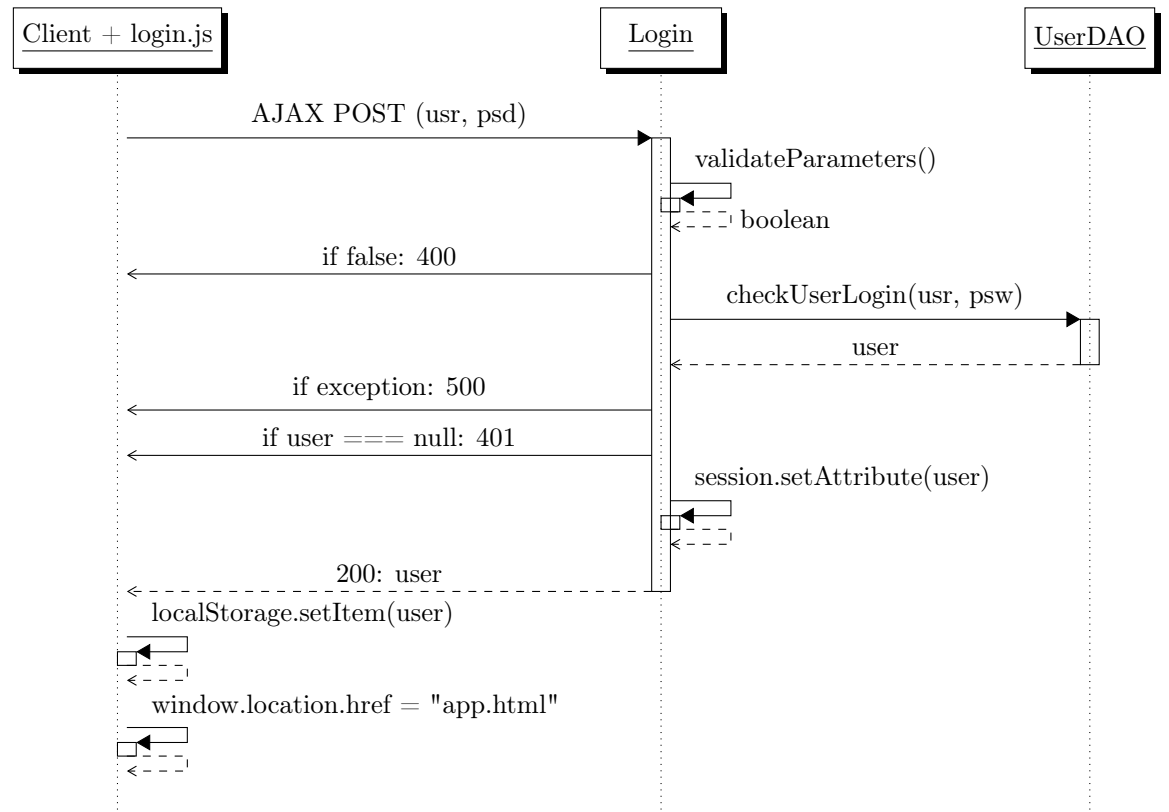 Client + login.js
Login
UserDAO
AJAX POST (usr, psd)
validateParameters()
boolean
if false: 400
checkUserLogin(usr, psw)
user
if exception: 500
if user === null: 401
session.setAttribute(user)
200: user
localStorage.setItem(user)
window.location.href = "app.html"